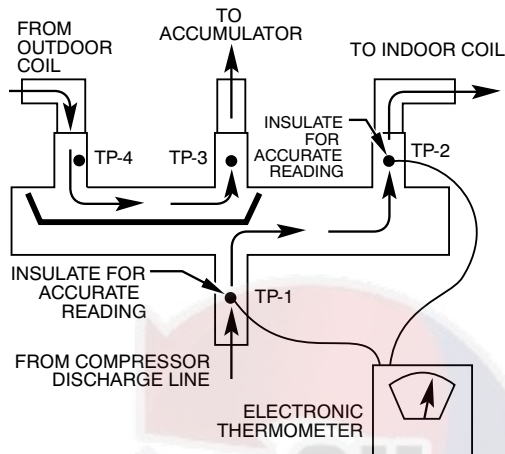 FROM
OUTDOOR
COIL
TO
ACCUMULATOR
TO INDOOR COIL
INSULATE
FOR
ACCURATE
READING
TP-4
TP-3
TP-2
INSULATE FOR
ACCURATE
READING
TP-1
FROM COMPRESSOR
DISCHARGE LINE
ELECTRONIC
THERMOMETER